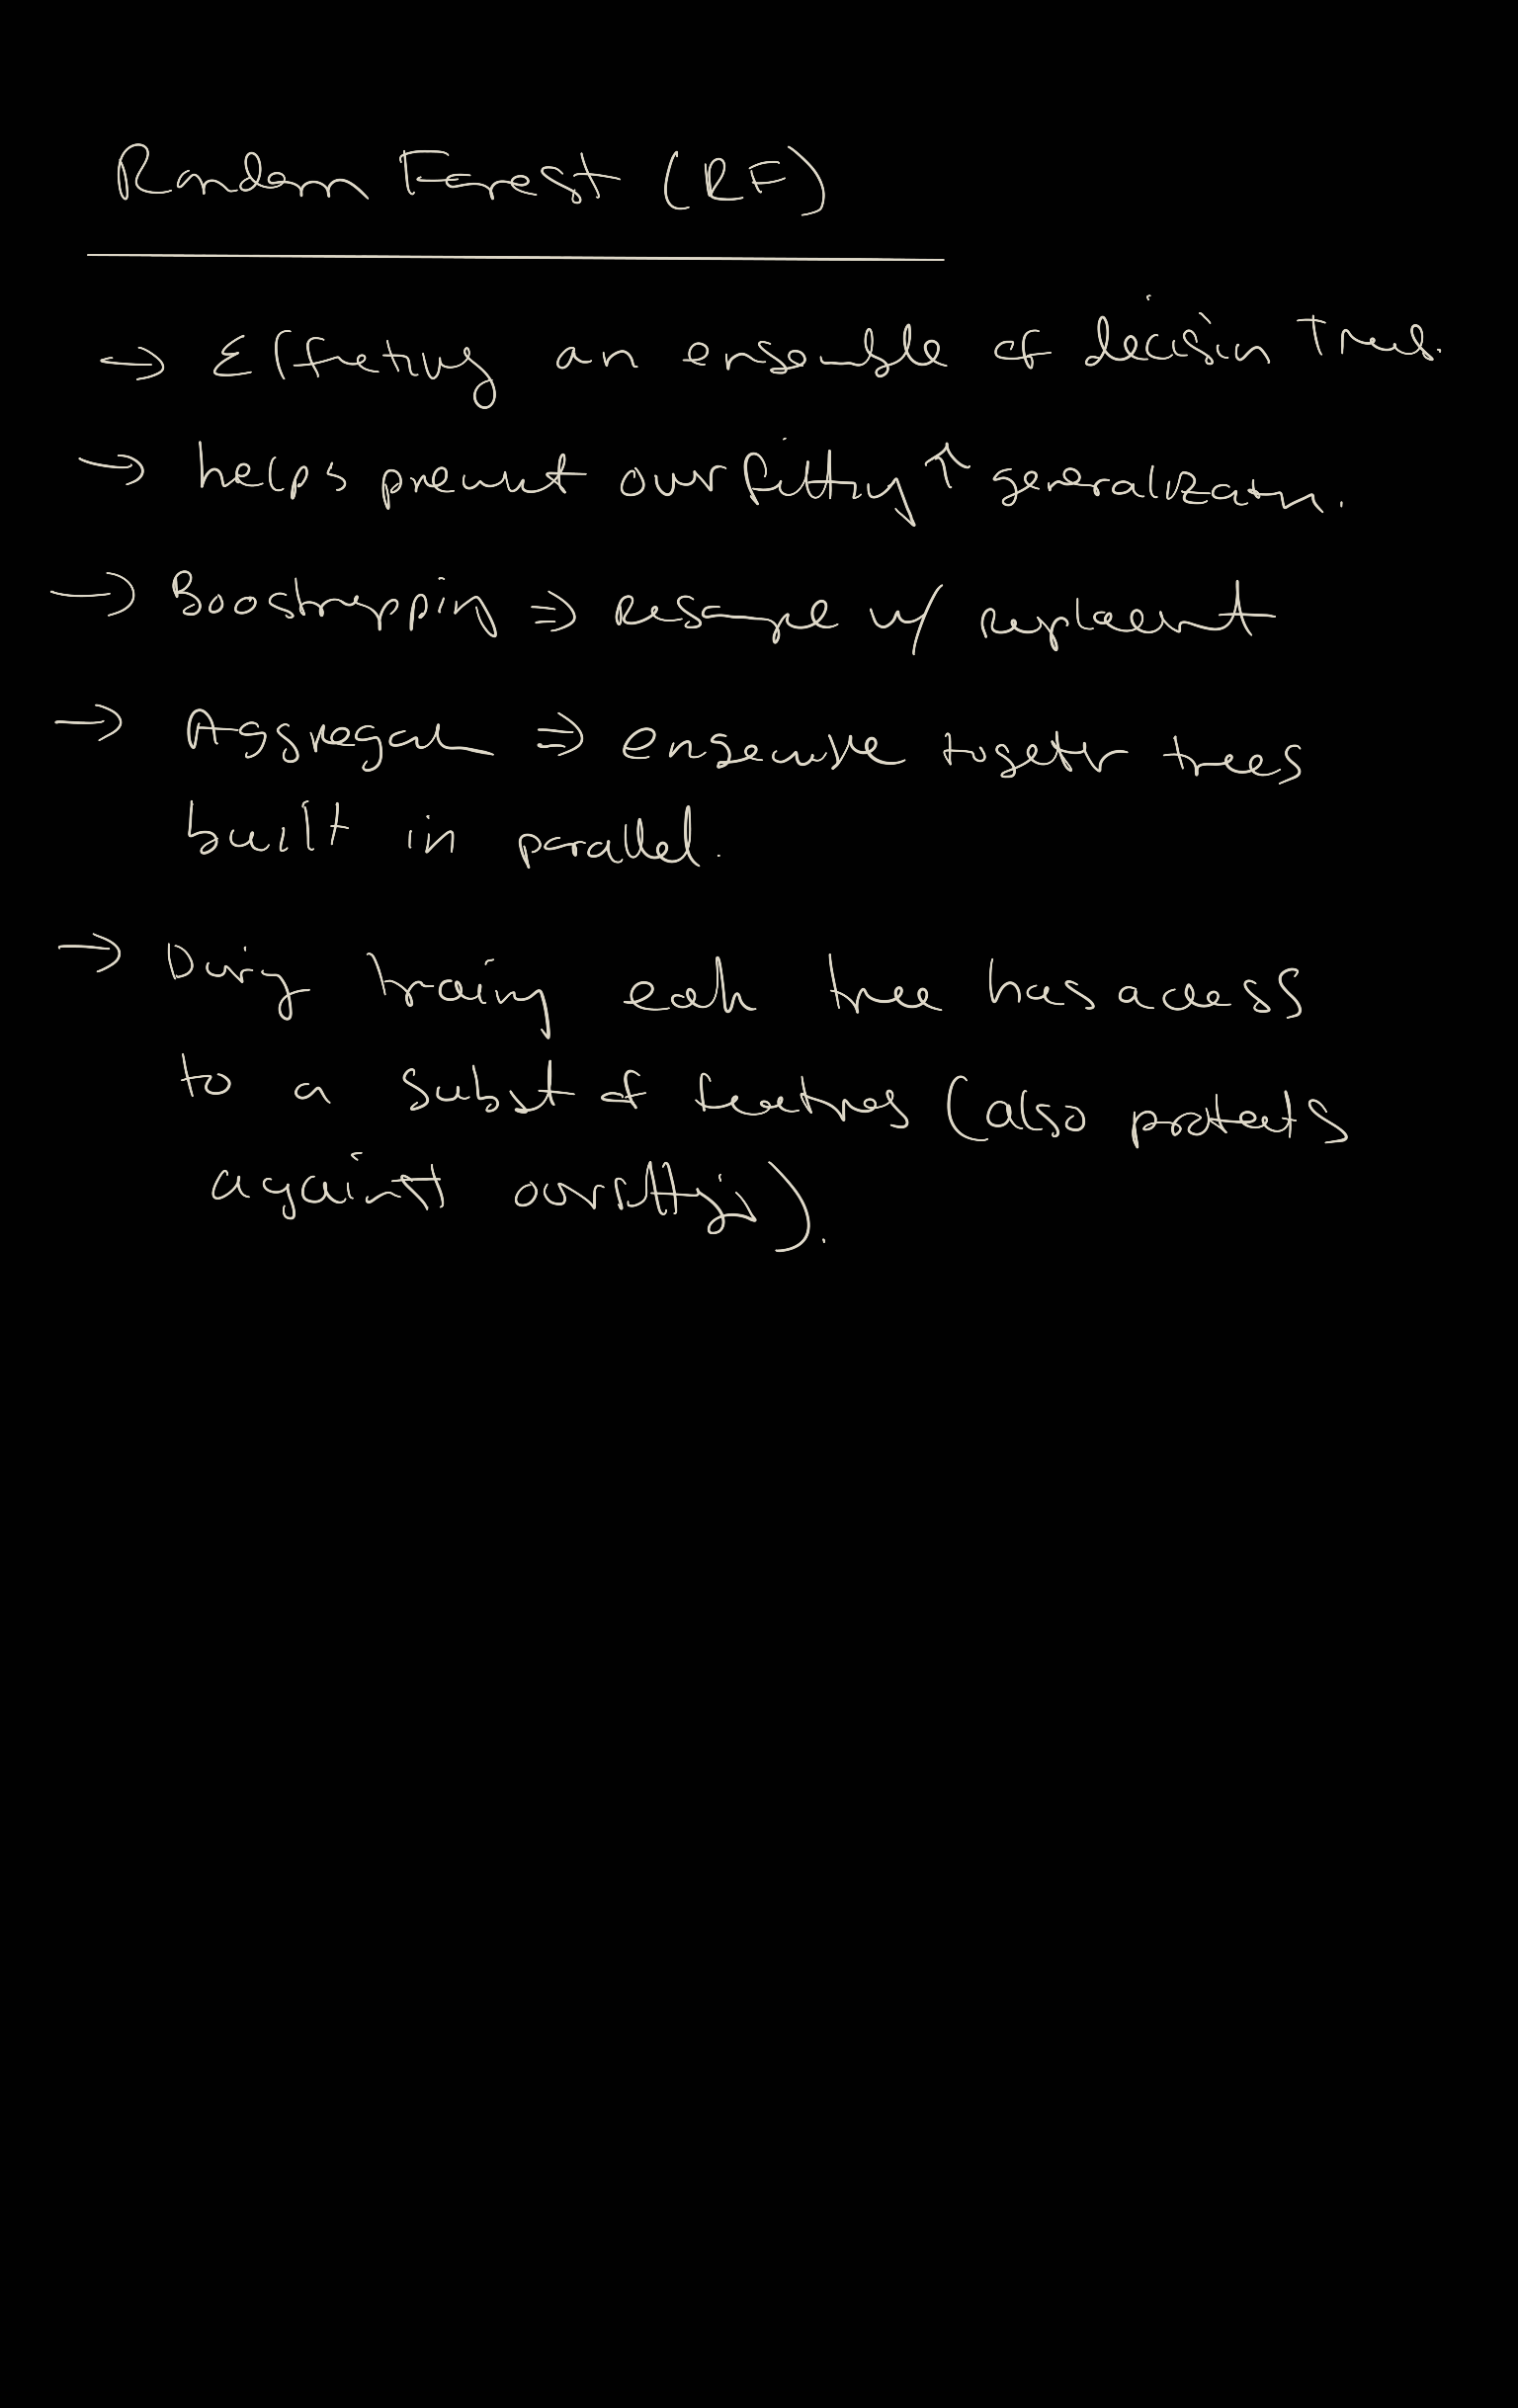 Random Forest (RF)
→ Effectively an ensemble of decision Trees.
→ helps prevent overfitting ↑ generalization.
→ Boostrapping ⇒ Resample w/ replacement
→ Aggregate ⇒ ensemble together trees
built in parallel.
→ During training each tree has access
to a subset of features (also protects
against overfitting).